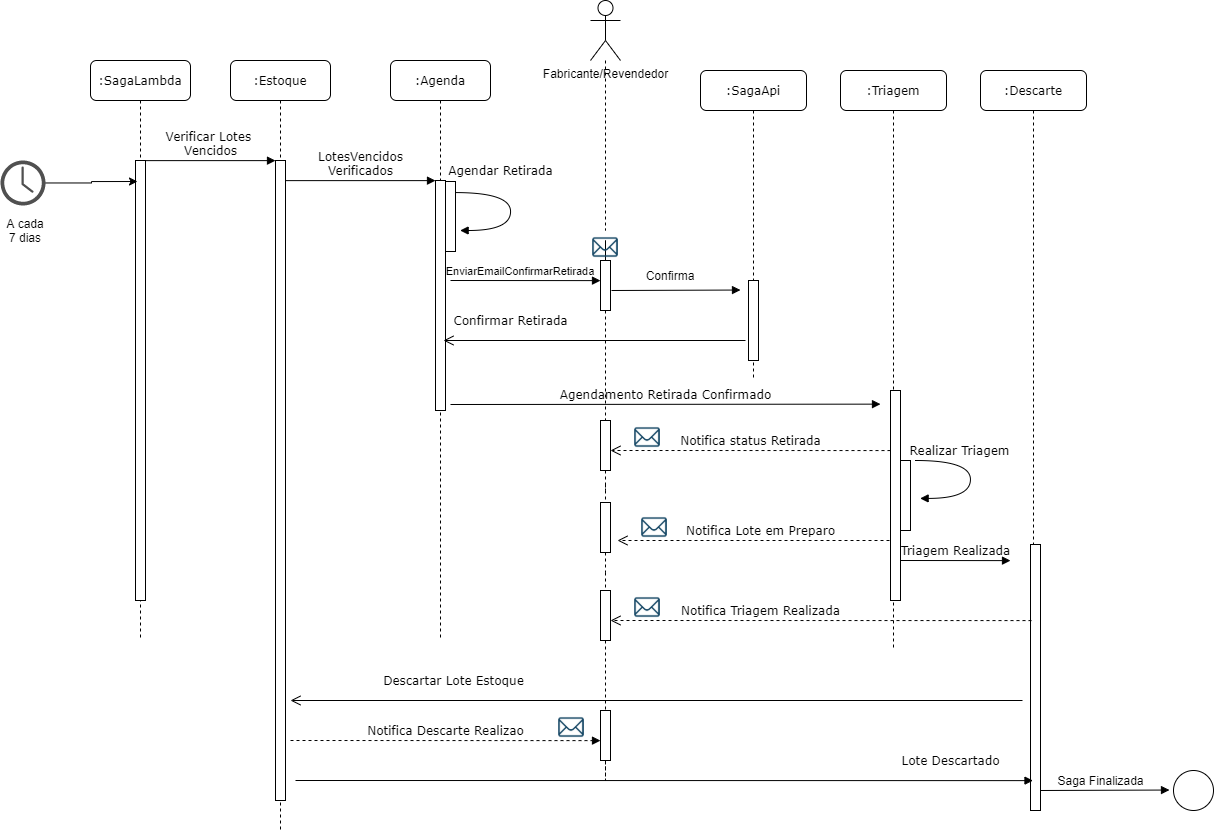 Fabricante/Revendedor
:SagaLambda
:Estoque
:Agenda
:SagaApi
:Triagem
:Descarte
Verificar Lotes
Vencidos
LotesVencidos
Verificados
Agendar Retirada
A cada
7 dias
EnviarEmailConfirmarRetirada
Confirma
Confirmar Retirada
Agendamento Retirada Confirmado
Notifica status Retirada
Realizar Triagem
Notifica Lote em Preparo
Triagem Realizada
Notifica Triagem Realizada
Descartar Lote Estoque
Notifica Descarte Realizao
Lote Descartado
Saga Finalizada